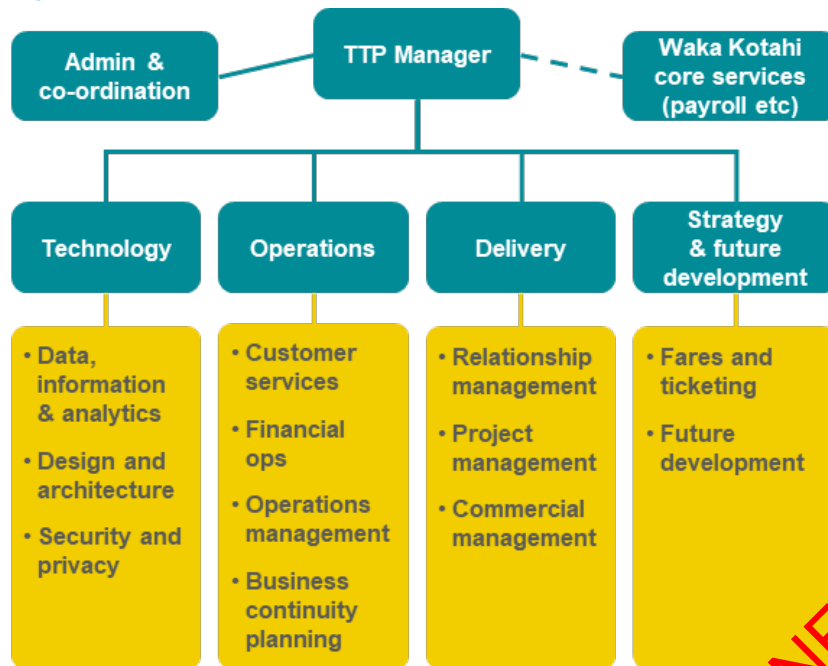 TTP Manager
Admin &
co-ordination
Waka Kotahi
core services
(payroll etc)
Technology
Operations
Delivery
Strategy
& future
development
• Data,
information
& analytics
• Design and
architecture
• Security and
privacy
• Customer
services
• Financial
ops
• Operations
management
• Business
continuity
planning
• Relationship
management
• Project
management
• Commercial
management
• Fares and
ticketing
• Future
development